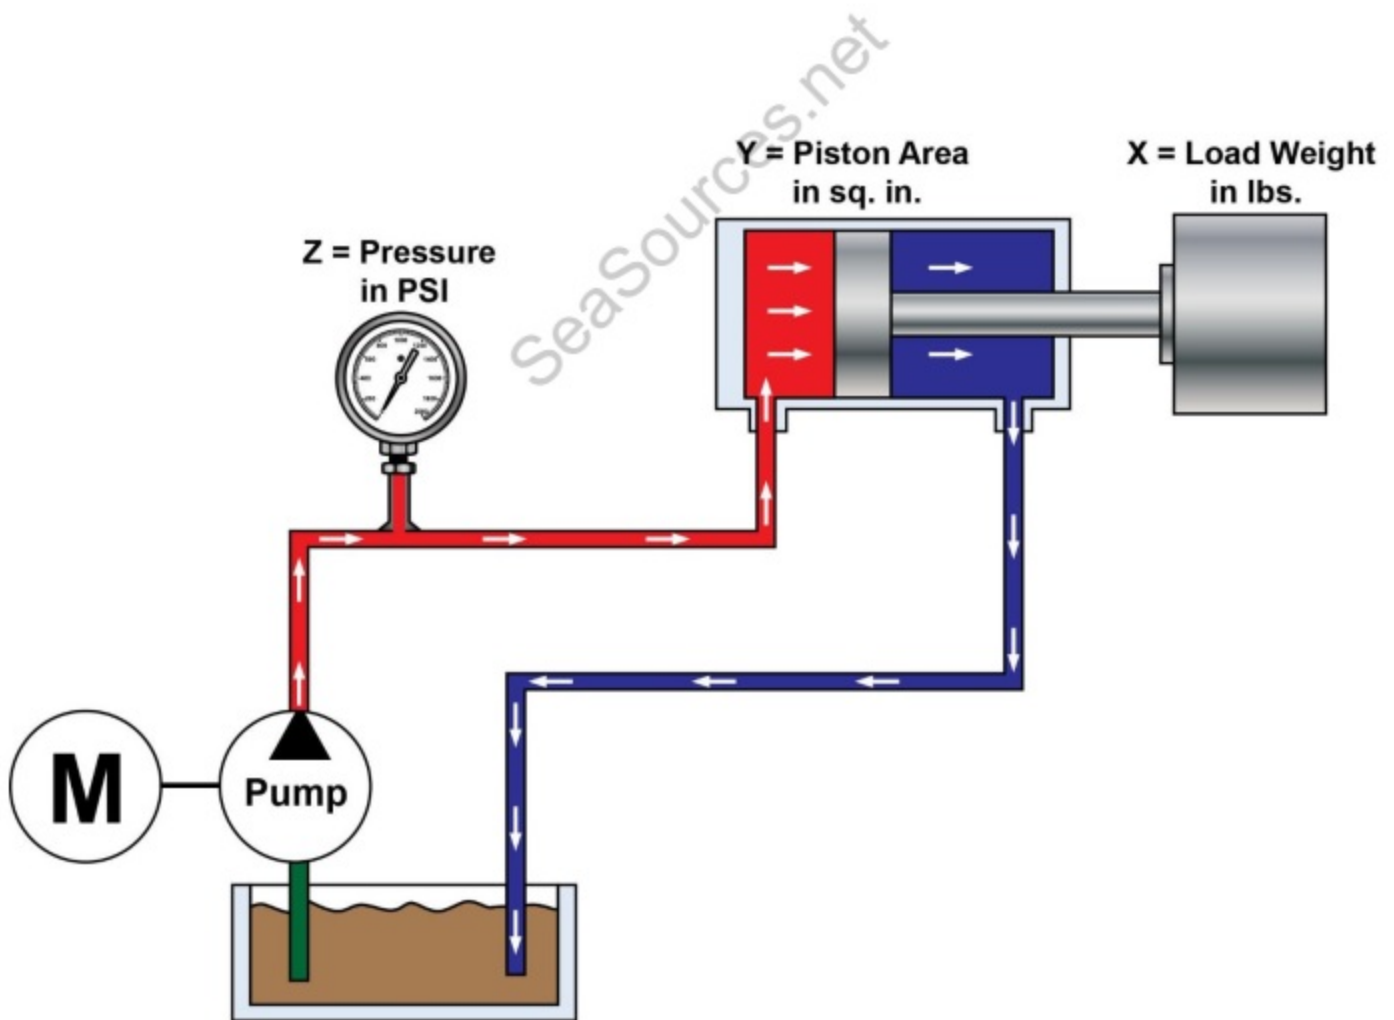 SeaSources.net
Y = Piston Area
in sq. in.
X = Load Weight
in lbs.
Z = Pressure
in PSI
M
Pump